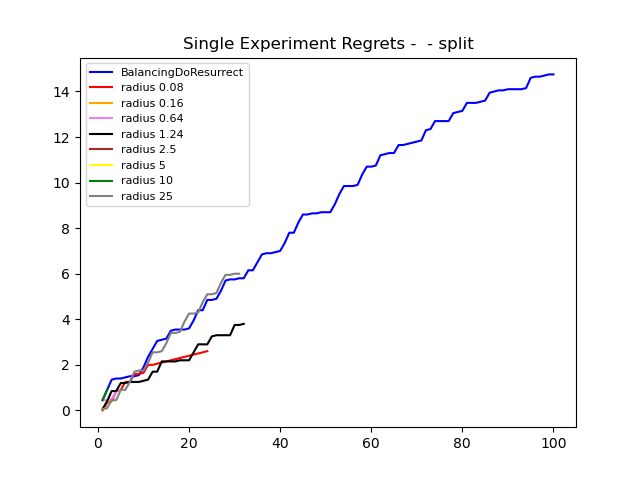 Single Experiment Regrets -  - split
BalancingDoResurrect
radius 0.08
radius 0.16
radius 0.64
radius 1.24
radius 2.5
radius 5
radius 10
radius 25
14
12
10
8
6
4
2
0
0 20 40 60 80 100